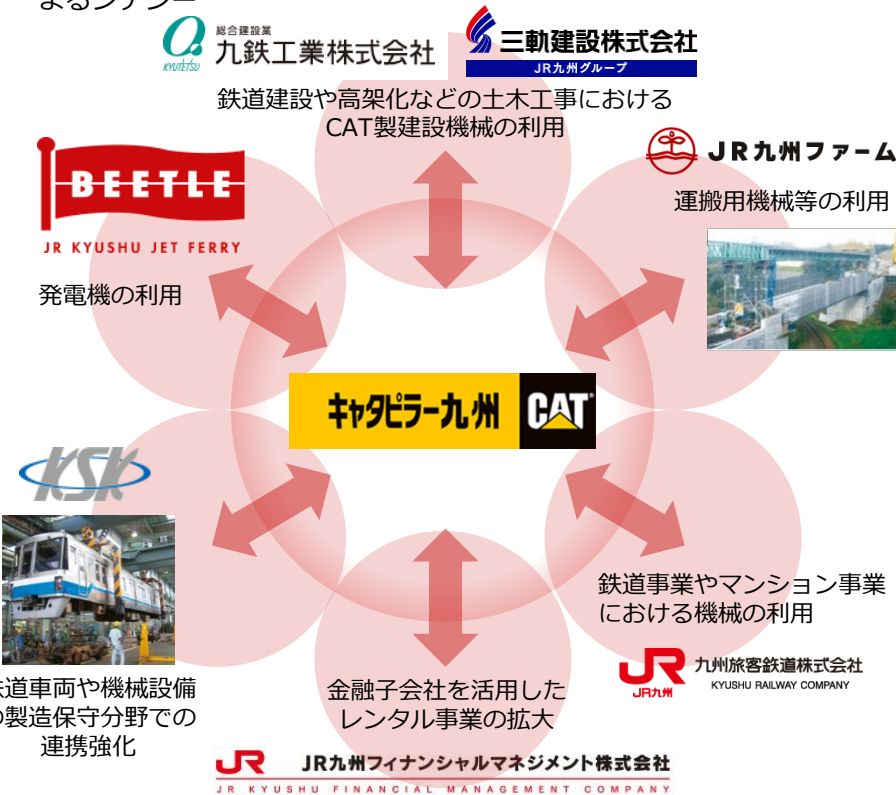 よるシナジー
総合建設業
九鉄工業株式会社
KYUTETSU
三軌建設株式会社
JR九州グループ
鉄道建設や高架化などの土木工事における
CAT製建設機械の利用
BEETLE
JR KYUSHU JET FERRY
発電機の利用
JR九州ファーム
運搬用機械等の利用
キャタピラー九州
CAT
KSK
道車両や機械設備
の製造保守分野での
連携強化
金融子会社を活用した
レンタル事業の拡大
JR
JR九州フィナンシャルマネジメント株式会社
JR KYUSHU FINANCIAL MANAGEMENT COMPANY
鉄道事業やマンション事業
における機械の利用
JR
JR九州
九州旅客鉄道株式会社
KYUSHU RAILWAY COMPANY